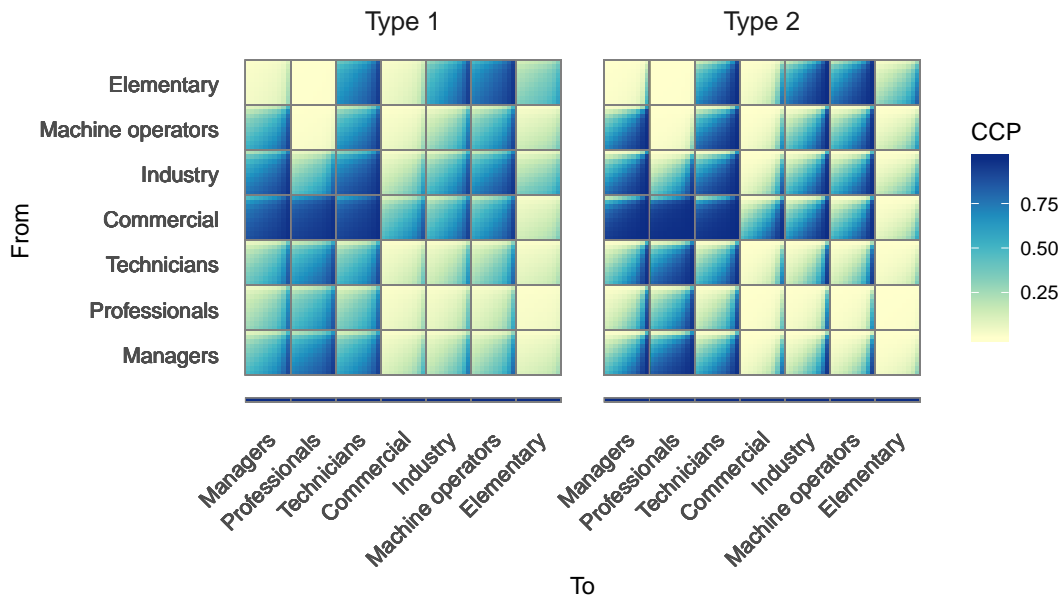 Type 1
Type 2
From
Elementary
Machine operators
Industry
Commercial
Technicians
Professionals
Managers
CCP
0.75
0.50
0.25
Managers
Professionals
Technicians
Commercial
Industry
Machine operators
Elementary
Managers
Professionals
Technicians
Commercial
Industry
Machine operators
Elementary
To